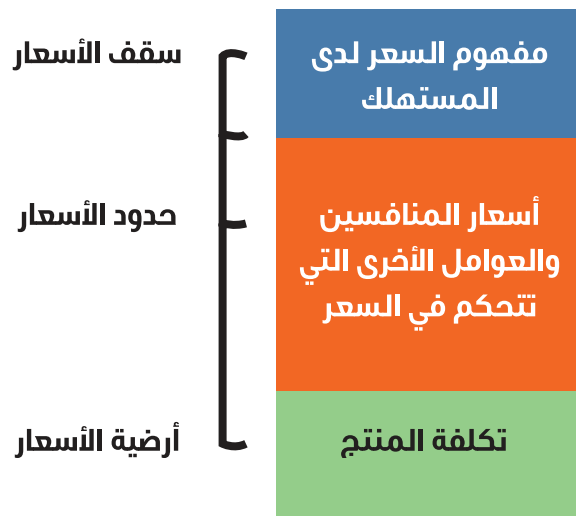 مفهوم السعر لدى
المستهلك
سقف الأسعار
أسعار المنافسين
والعوامل الأخرى التي
تتحكم في السعر
حدود الأسعار
تكلفة المنتج
أرضية الأسعار